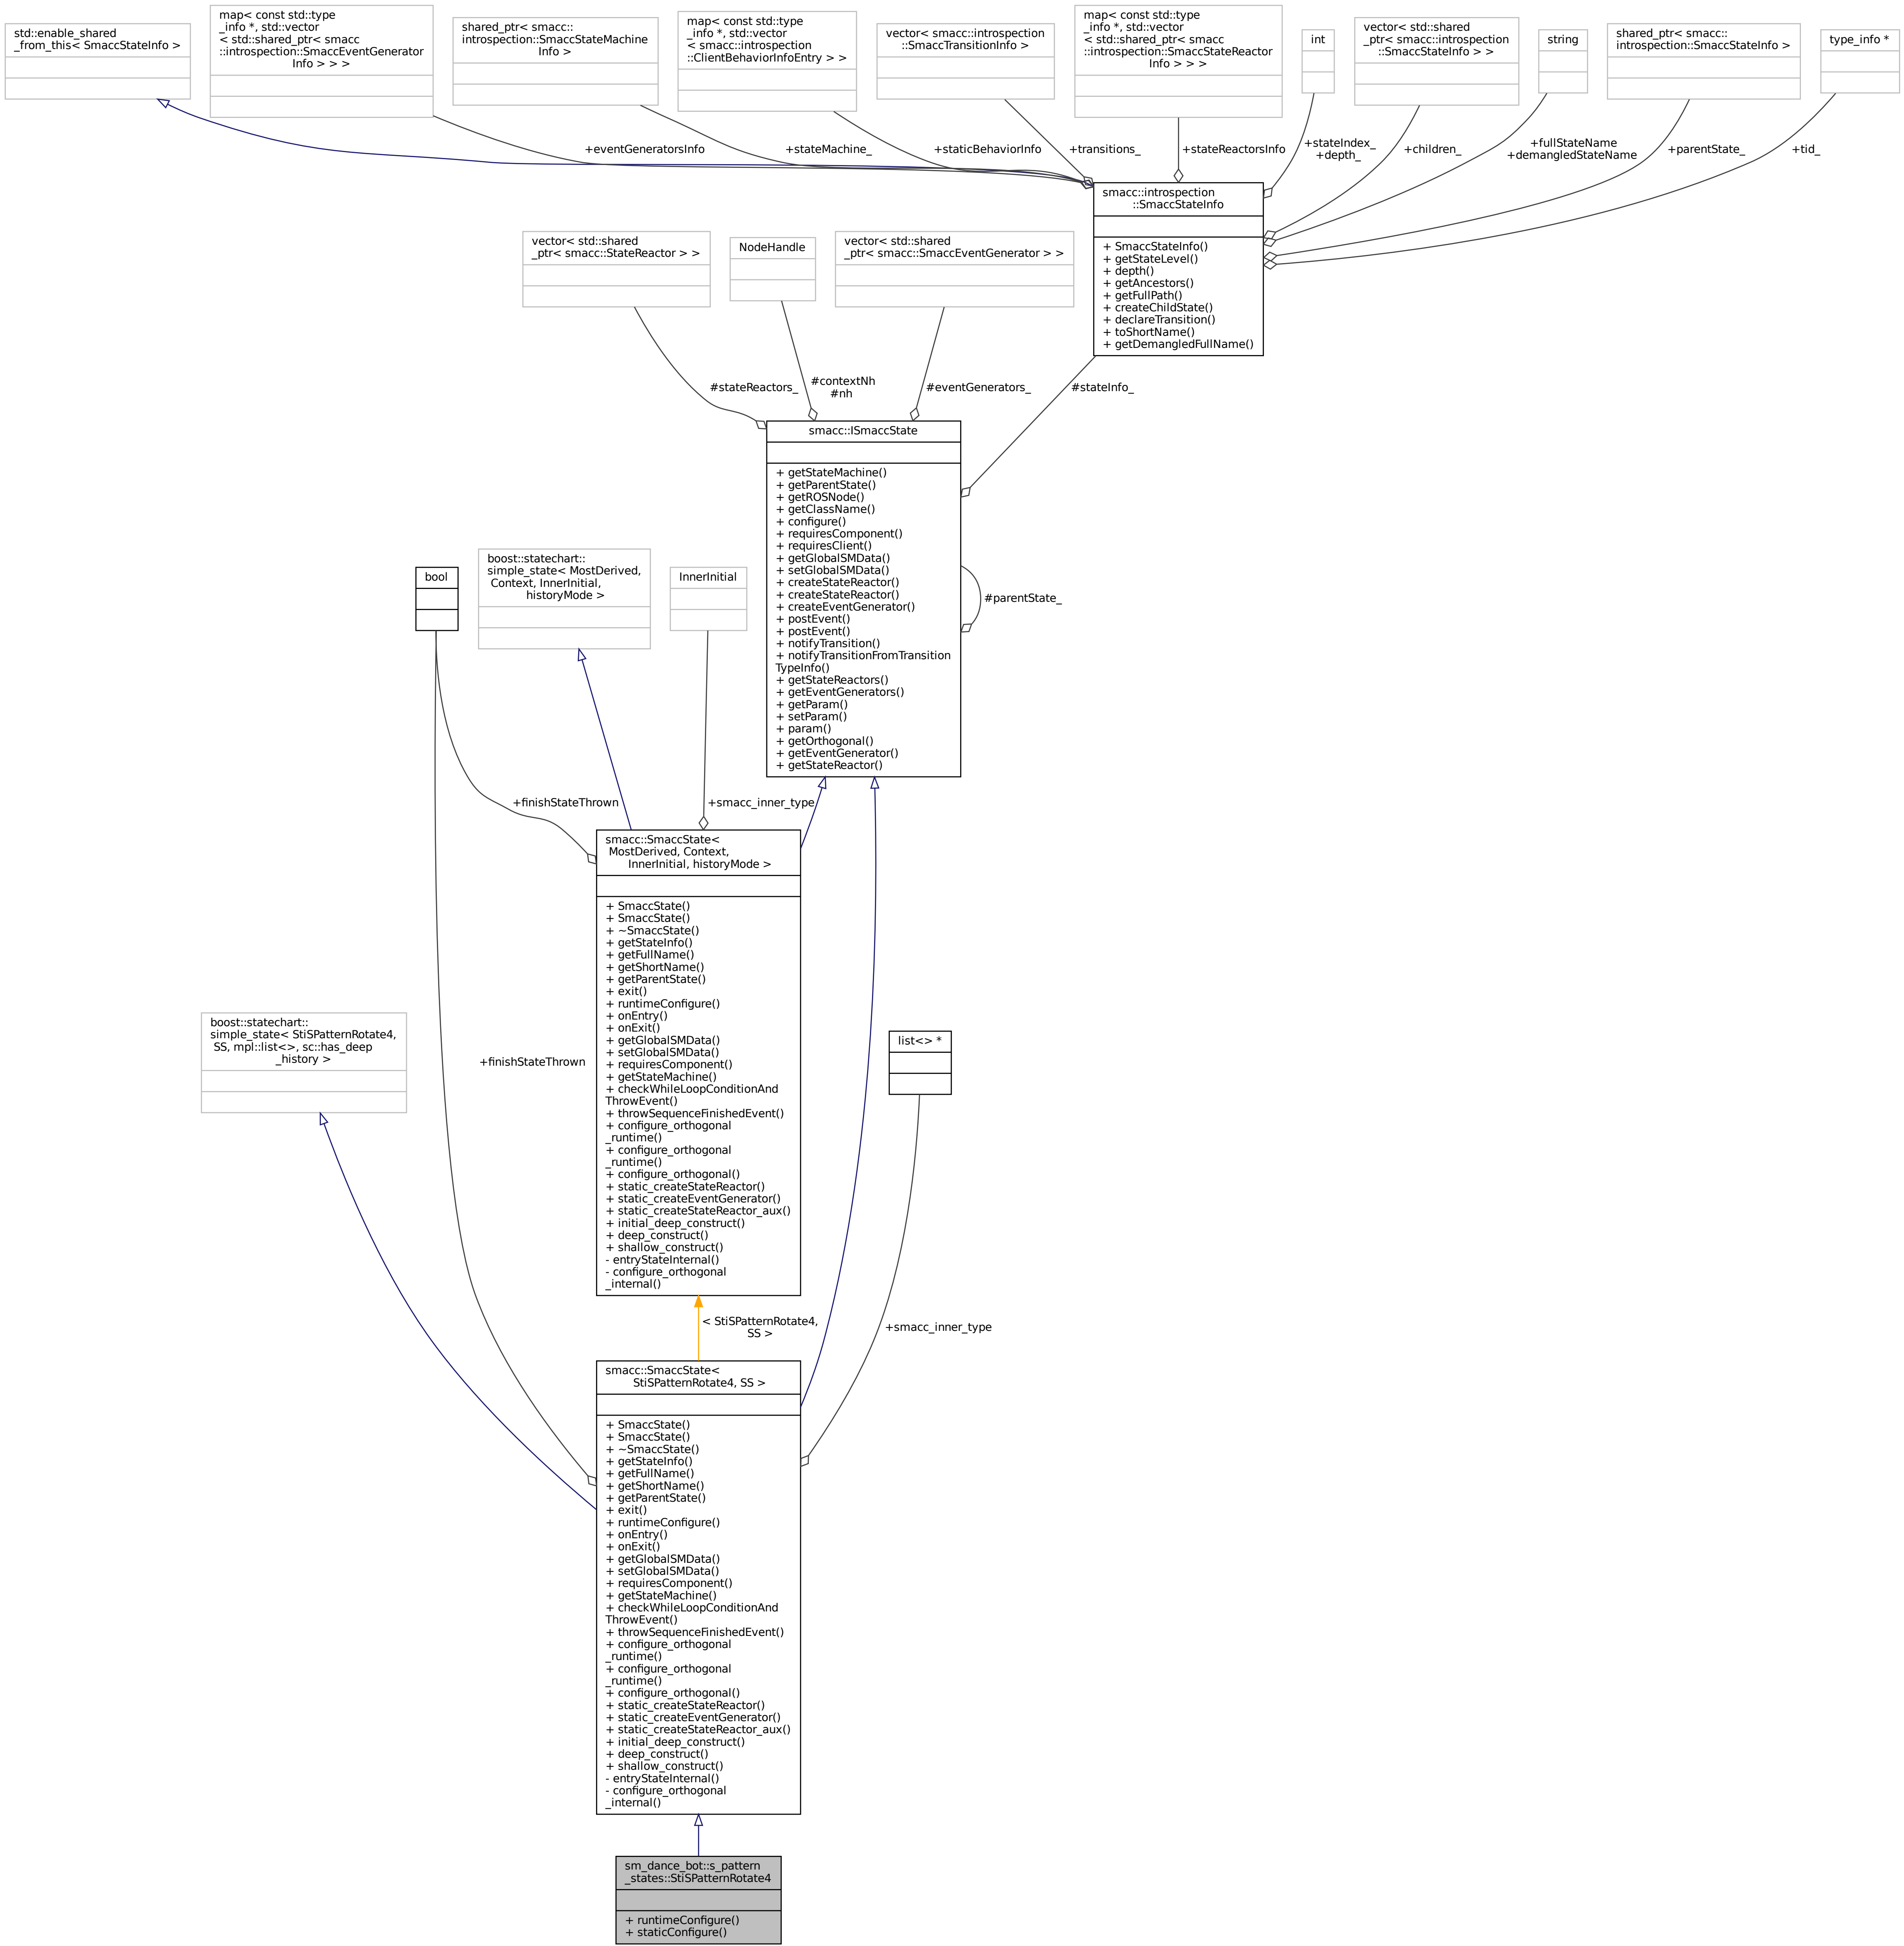 std::enable_shared
_from_this< SmaccStateInfo >
map< const std::type
_info *, std::vector
< std::shared_ptr< smacc
::introspection::SmaccEventGenerator
Info > > >
shared_ptr< smacc::
introspection::SmaccStateMachine
Info >
map< const std::type
_info *, std::vector
< smacc::introspection
::ClientBehaviorInfoEntry > >
vector< smacc::introspection
::SmaccTransitionInfo >
map< const std::type
_info *, std::vector
< std::shared_ptr< smacc
::introspection::SmaccStateReactor
Info > > >
int
vector< std::shared
_ptr< smacc::introspection
::SmaccStateInfo > >
string
shared_ptr< smacc::
introspection::SmaccStateInfo >
type_info *
+eventGeneratorsInfo
+stateMachine_
+staticBehaviorInfo
+transitions_
+stateReactorsInfo
+stateIndex_
+depth_
+children_
+fullStateName
+demangledStateName
+parentState_
+tid_
smacc::introspection
::SmaccStateInfo
+ SmaccStateInfo()
+ getStateLevel()
+ depth()
+ getAncestors()
+ getFullPath()
+ createChildState()
+ declareTransition()
+ toShortName()
+ getDemangledFullName()
vector< std::shared
_ptr< smacc::StateReactor > >
NodeHandle
vector< std::shared
_ptr< smacc::SmaccEventGenerator > >
#stateReactors_
#contextNh
#nh
#eventGenerators_
#stateInfo_
smacc::ISmaccState
+ getStateMachine()
+ getParentState()
+ getROSNode()
+ getClassName()
+ configure()
+ requiresComponent()
+ requiresClient()
+ getGlobalSMData()
+ setGlobalSMData()
+ createStateReactor()
+ createStateReactor()
+ createEventGenerator()
+ postEvent()
+ postEvent()
+ notifyTransition()
+ notifyTransitionFromTransition
TypeInfo()
+ getStateReactors()
+ getEventGenerators()
+ getParam()
+ setParam()
+ param()
+ getOrthogonal()
+ getEventGenerator()
+ getStateReactor()
#parentState_
bool
boost::statechart::
simple_state< MostDerived,
Context, InnerInitial,
historyMode >
InnerInitial
+finishStateThrown
+smacc_inner_type
smacc::SmaccState<
MostDerived, Context,
InnerInitial, historyMode >
+ SmaccState()
+ SmaccState()
+ ~SmaccState()
+ getStateInfo()
+ getFullName()
+ getShortName()
+ getParentState()
+ exit()
+ runtimeConfigure()
+ onEntry()
+ onExit()
+ getGlobalSMData()
+ setGlobalSMData()
+ requiresComponent()
+ getStateMachine()
+ checkWhileLoopConditionAnd
ThrowEvent()
+ throwSequenceFinishedEvent()
+ configure_orthogonal
_runtime()
+ configure_orthogonal
_runtime()
+ configure_orthogonal()
+ static_createStateReactor()
+ static_createEventGenerator()
+ static_createStateReactor_aux()
+ initial_deep_construct()
+ deep_construct()
+ shallow_construct()
- entryStateInternal()
- configure_orthogonal
_internal()
boost::statechart::
simple_state< StiSPatternRotate4,
SS, mpl::list<>, sc::has_deep
_history >
+finishStateThrown
list<> *
< StiSPatternRotate4,
SS >
+smacc_inner_type
smacc::SmaccState<
StiSPatternRotate4, SS >
+ SmaccState()
+ SmaccState()
+ ~SmaccState()
+ getStateInfo()
+ getFullName()
+ getShortName()
+ getParentState()
+ exit()
+ runtimeConfigure()
+ onEntry()
+ onExit()
+ getGlobalSMData()
+ setGlobalSMData()
+ requiresComponent()
+ getStateMachine()
+ checkWhileLoopConditionAnd
ThrowEvent()
+ throwSequenceFinishedEvent()
+ configure_orthogonal
_runtime()
+ configure_orthogonal
_runtime()
+ configure_orthogonal()
+ static_createStateReactor()
+ static_createEventGenerator()
+ static_createStateReactor_aux()
+ initial_deep_construct()
+ deep_construct()
+ shallow_construct()
- entryStateInternal()
- configure_orthogonal
_internal()
sm_dance_bot::s_pattern
_states::StiSPatternRotate4
+ runtimeConfigure()
+ staticConfigure()